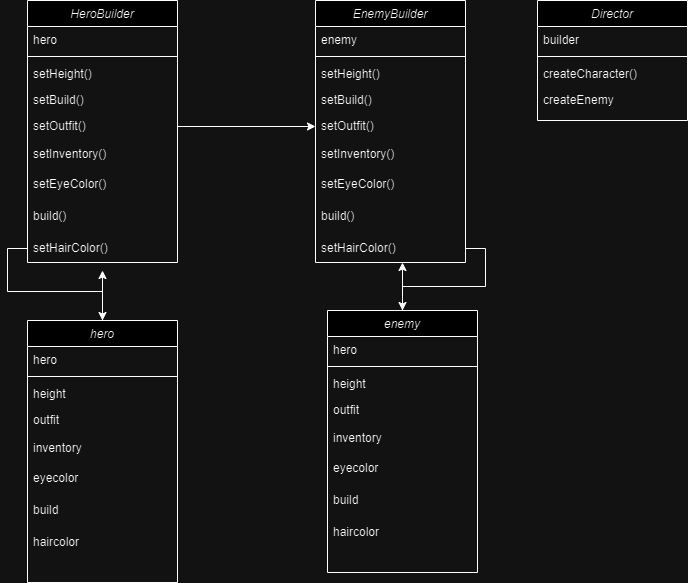 HeroBuilder
hero
setHeight()
setBuild()
setOutfit()
setInventory()
setEyeColor()
build()
setHairColor()
EnemyBuilder
enemy
setHeight()
setBuild()
setOutfit()
setInventory()
setEyeColor()
build()
setHairColor()
Director
builder
createCharacter()
createEnemy
hero
hero
height
outfit
inventory
eyecolor
build
haircolor
enemy
hero
height
outfit
inventory
eyecolor
build
haircolor